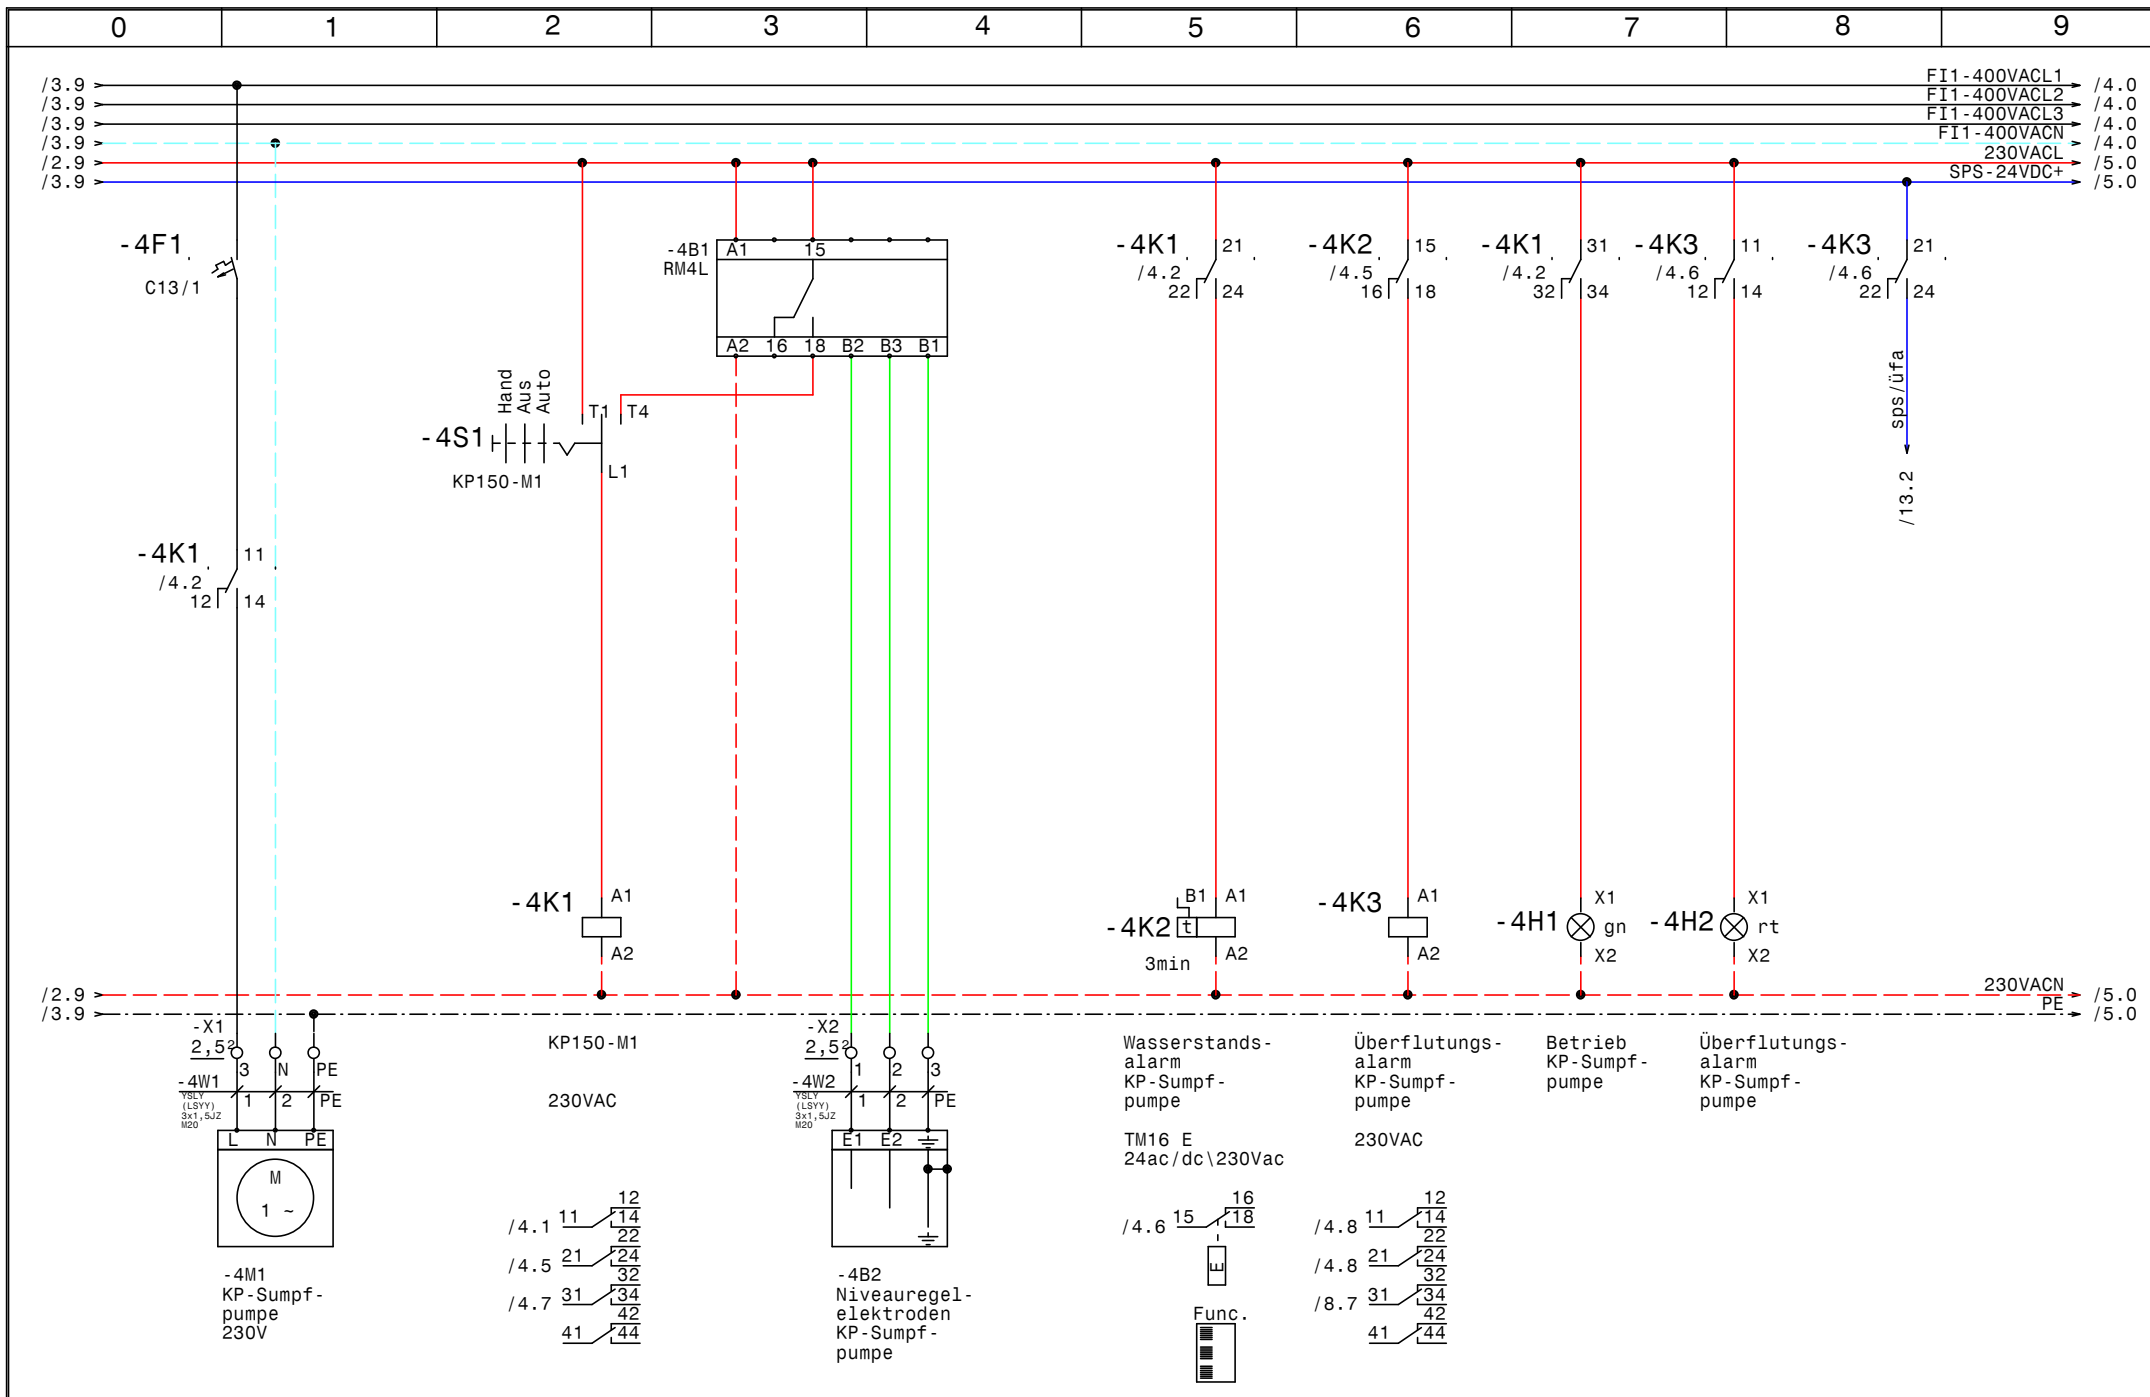 0 1 2 3 4 5 6 7 8 9
/3.9 FI1-400VACL1 /4.0
/3.9 FI1-400VACL2 /4.0
/3.9 FI1-400VACL3 /4.0
/3.9 FI1-400VACN /4.0
/2.9 230VACL /5.0
/3.9 SPS-24VDC+ /5.0
-4F1
C13/1
-4K1 11
/4.2
12 14
-4B1 A1 15
RM4L
A2 16 18 B2 B3 B1
Hand
Aus
Auto
T1 T4
-4S1
L1
KP150-M1
-4K1 21
/4.2
22 24
-4K2 15
/4.5
16 18
-4K1 31
/4.2
32 34
-4K3 11
/4.6
12 14
-4K3 21
/4.6
22 24
sps/üfa
/13.2
-4K1 A1
A2
B1 A1
-4K2 t
A2
3min
-4K3 A1
A2
X1
-4H1 gn
X2
X1
-4H2 rt
X2
/2.9 230VACN /5.0
/3.9 PE /5.0
-X1
2,5²
3 N PE
-4W1
YSLY
(LSYY)
3x1,5JZ
M20
1 2 PE
L N PE
M
1 ~
-4M1
KP-Sumpf-
pumpe
230V
KP150-M1
230VAC
12
/4.1 11 14
22
/4.5 21 24
32
/4.7 31 34
42
41 44
-X2
2,5²
1 2 3
-4W2
YSLY
(LSYY)
3x1,5JZ
M20
1 2 PE
E1 E2
-4B2
Niveauregel-
elektroden
KP-Sumpf-
pumpe
Wasserstands-
alarm
KP-Sumpf-
pumpe
TM16 E
24ac/dc\230Vac
16
/4.6 15 18
E
Func.
Überflutungs-
alarm
KP-Sumpf-
pumpe
230VAC
12
/4.8 11 14
22
/4.8 21 24
32
/8.7 31 34
42
41 44
Betrieb
KP-Sumpf-
pumpe
Überflutungs-
alarm
KP-Sumpf-
pumpe